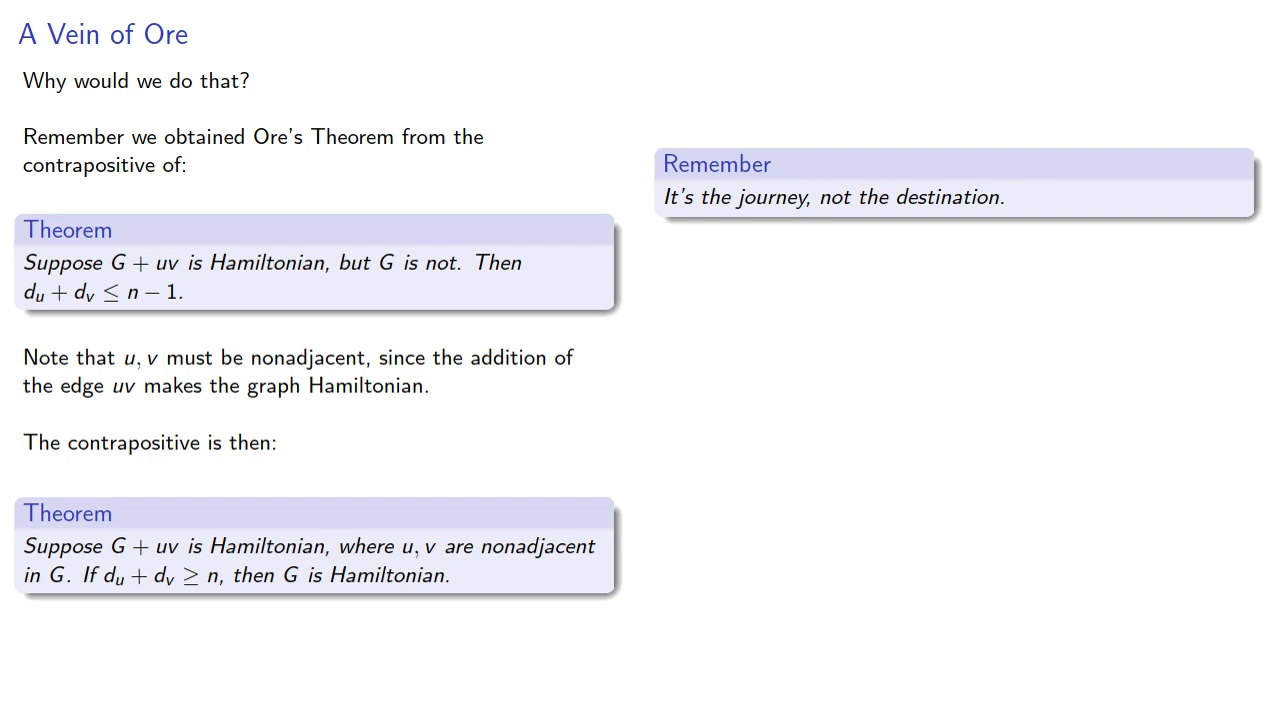 A Vein of Ore
Why would we do that?
Remember we obtained Ore's Theorem from the
contrapositive of:
Theorem
Suppose G + uv is Hamiltonian, but G is not. Then
d_u + d_v ≤ n − 1.
Note that u, v must be nonadjacent, since the addition of
the edge uv makes the graph Hamiltonian.
The contrapositive is then:
Theorem
Suppose G + uv is Hamiltonian, where u, v are nonadjacent
in G. If d_u + d_v ≥ n, then G is Hamiltonian.
Remember
It's the journey, not the destination.